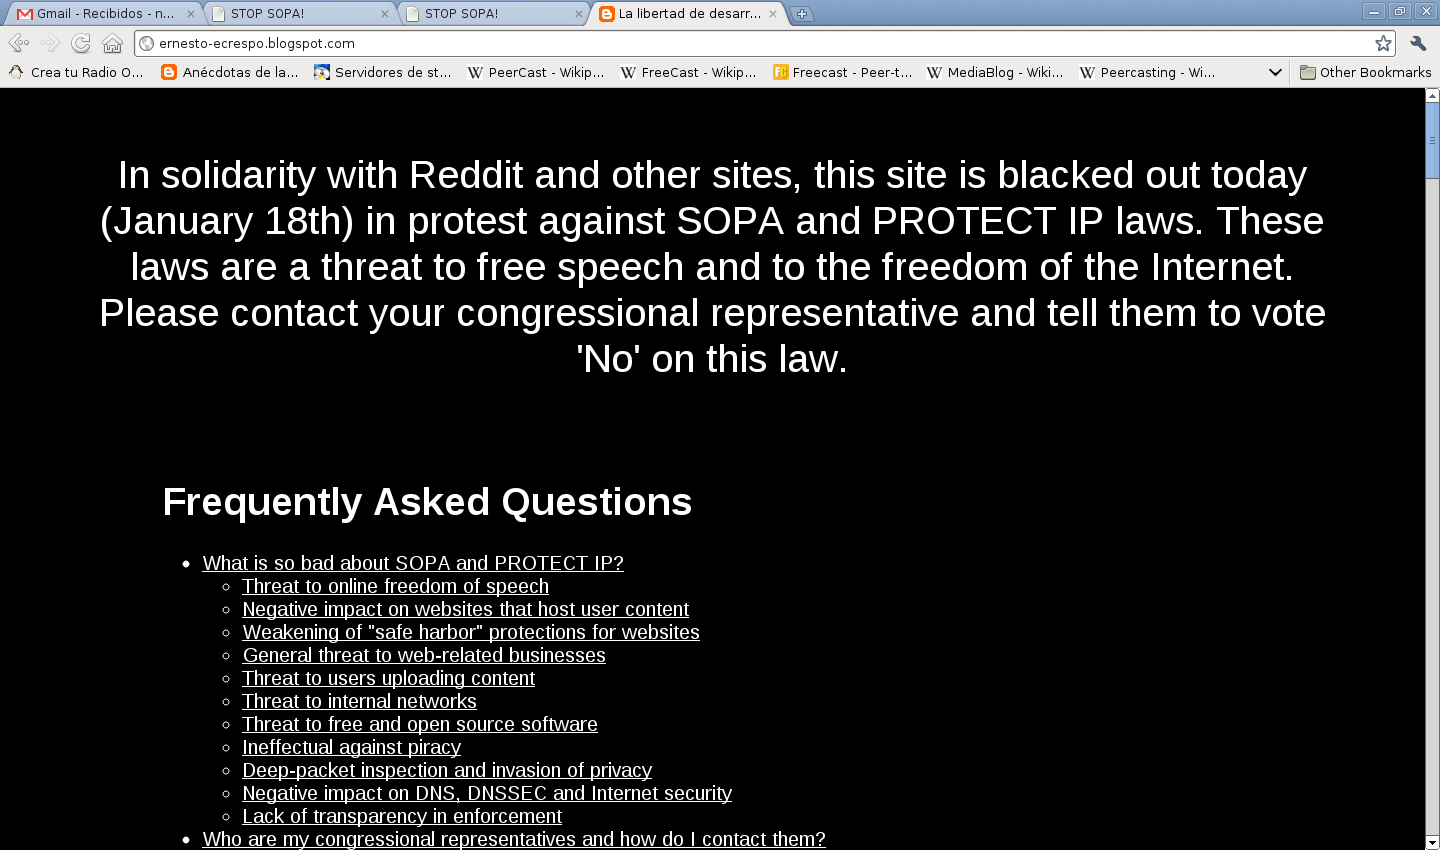 Gmail - Recibidos - n...
STOP SOPA!
STOP SOPA!
La libertad de desarr...
ernesto-ecrespo.blogspot.com
Crea tu Radio O...
Anécdotas de la...
Servidores de st...
PeerCast - Wikip...
FreeCast - Wikip...
Freecast - Peer-t...
MediaBlog - Wiki...
Peercasting - Wi...
Other Bookmarks
In solidarity with Reddit and other sites, this site is blacked out today
(January 18th) in protest against SOPA and PROTECT IP laws. These
laws are a threat to free speech and to the freedom of the Internet.
Please contact your congressional representative and tell them to vote
'No' on this law.
Frequently Asked Questions
What is so bad about SOPA and PROTECT IP?
Threat to online freedom of speech
Negative impact on websites that host user content
Weakening of "safe harbor" protections for websites
General threat to web-related businesses
Threat to users uploading content
Threat to internal networks
Threat to free and open source software
Ineffectual against piracy
Deep-packet inspection and invasion of privacy
Negative impact on DNS, DNSSEC and Internet security
Lack of transparency in enforcement
Who are my congressional representatives and how do I contact them?